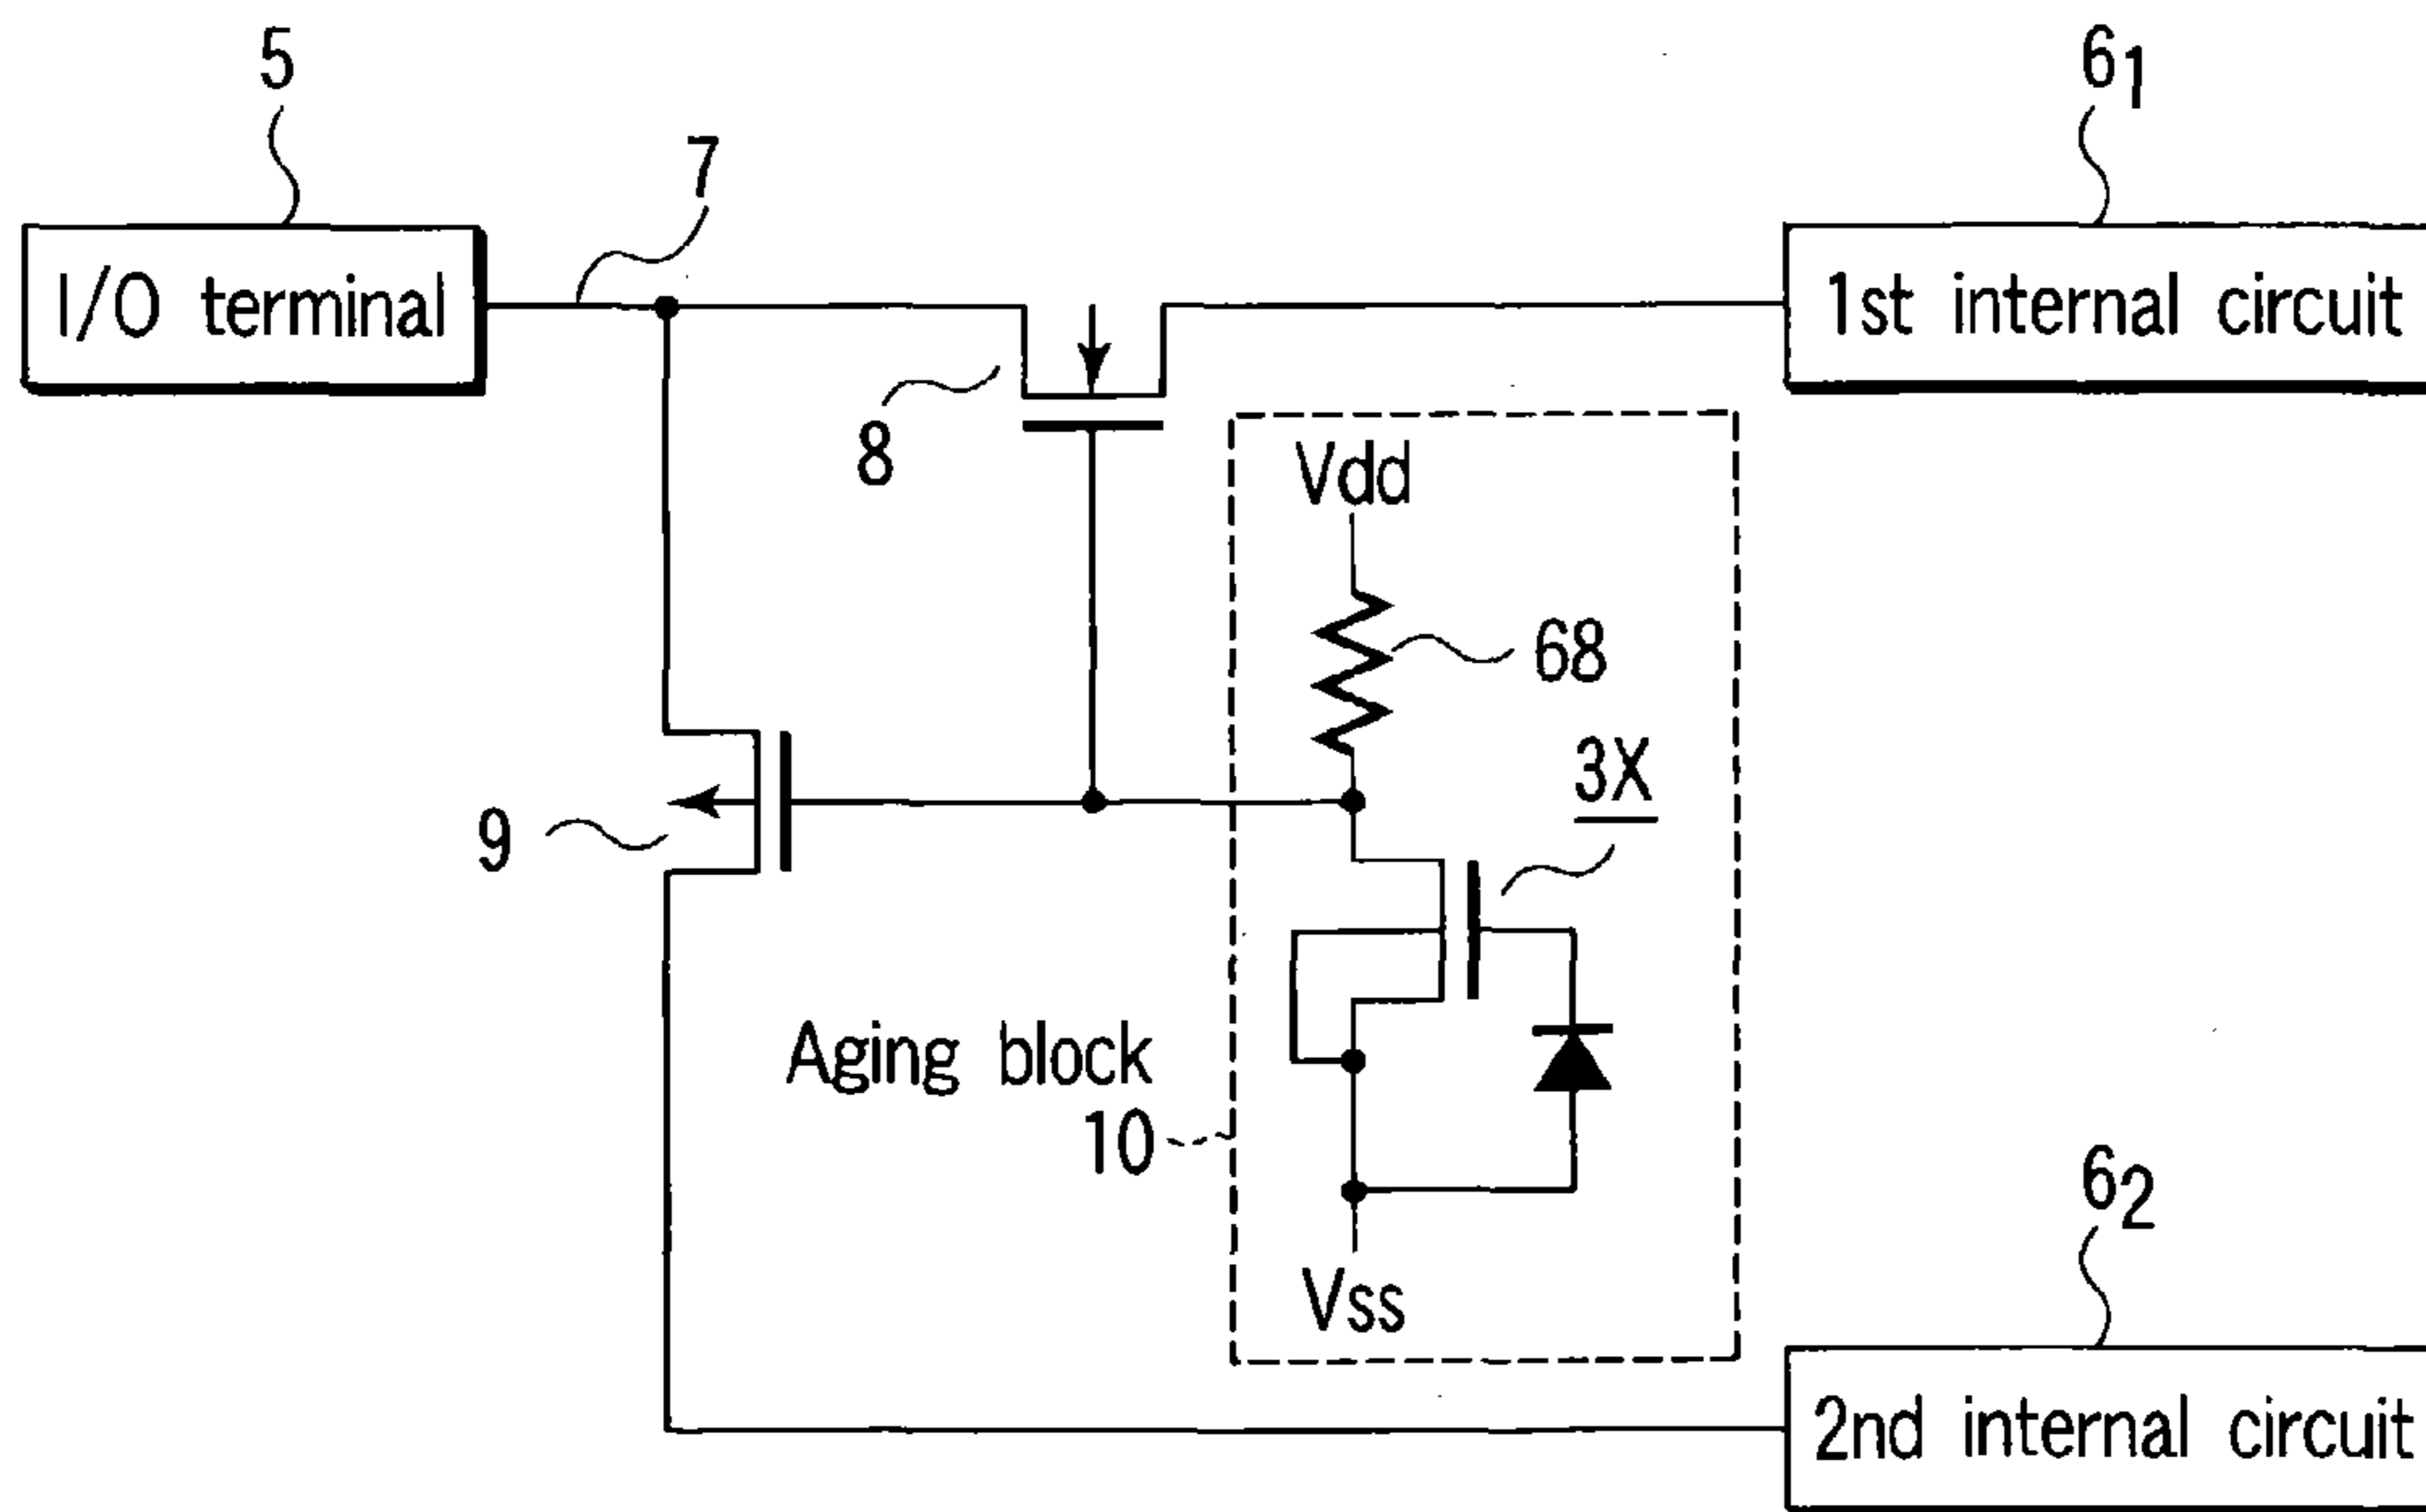 5
6₁
7
I/O terminal
1st internal circuit
8
Vdd
68
3X
9
Aging block
10
6₂
Vss
2nd internal circuit